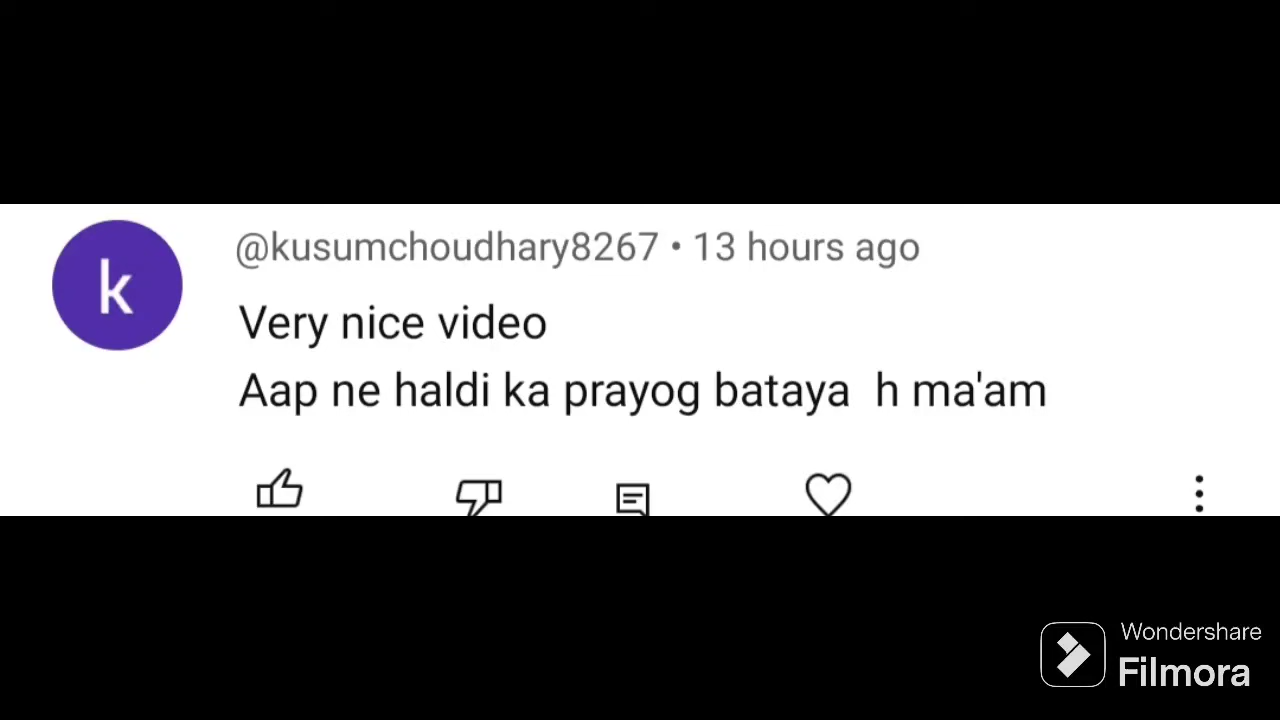 k
@kusumchoudhary8267 • 13 hours ago
Very nice video
Aap ne haldi ka prayog bataya  h ma'am
Wondershare
Filmora